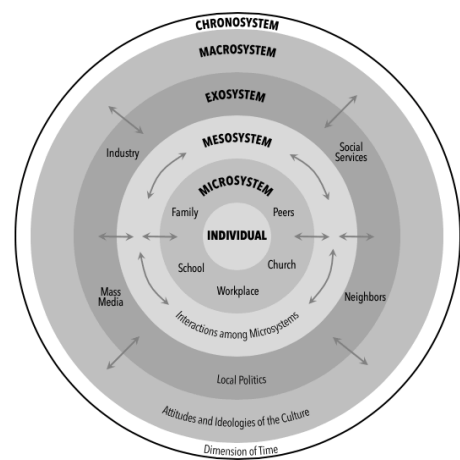 CHRONOSYSTEM
MACROSYSTEM
EXOSYSTEM
MESOSYSTEM
Industry
Social
Services
MICROSYSTEM
Family
Peers
INDIVIDUAL
School
Church
Workplace
Mass
Media
Neighbors
Interactions among Microsystems
Local Politics
Attitudes and Ideologies of the Culture
Dimension of Time